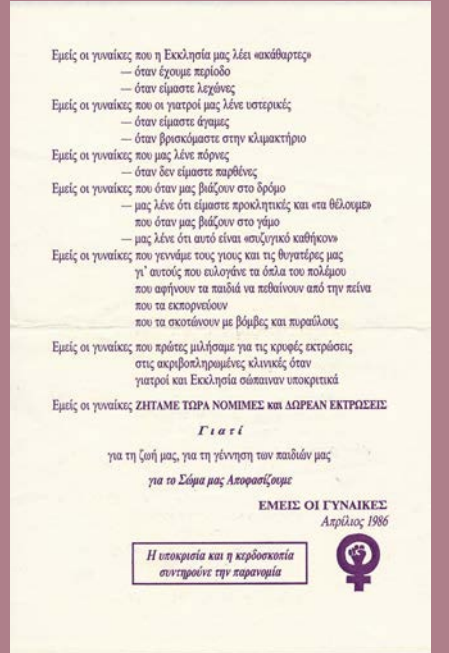 Εμείς οι γυναίκες που η Εκκλησία μας λέει «ακάθαρτες»
— όταν έχουμε περίοδο
— όταν είμαστε λεχώνες
Εμείς οι γυναίκες που οι γιατροί μας λένε υστερικές
— όταν είμαστε άγαμες
— όταν βρισκόμαστε στην κλιμακτήριο
Εμείς οι γυναίκες που μας λένε πόρνες
— όταν δεν είμαστε παρθένες
Εμείς οι γυναίκες που όταν μας βιάζουν στο δρόμο
— μας λένε ότι είμαστε προκλητικές και «τα θέλουμε»
που όταν μας βιάζουν στο γάμο
— μας λένε ότι αυτό είναι «συζυγικό καθήκον»
Εμείς οι γυναίκες που γεννάμε τους γιους και τις θυγατέρες μας
γι' αυτούς που ευλογάνε τα όπλα του πολέμου
που αφήνουν τα παιδιά να πεθαίνουν από την πείνα
που τα εκπορνεύουν
που τα σκοτώνουν με βόμβες και πυραύλους
Εμείς οι γυναίκες που πρώτες μιλήσαμε για τις κρυφές εκτρώσεις
στις ακριβοπληρωμένες κλινικές όταν
γιατροί και Εκκλησία σώπαιναν υποκριτικά
Εμείς οι γυναίκες ΖΗΤΑΜΕ ΤΩΡΑ ΝΟΜΙΜΕΣ και ΔΩΡΕΑΝ ΕΚΤΡΩΣΕΙΣ
Γιατί
για τη ζωή μας, για τη γέννηση των παιδιών μας
για το Σώμα μας Αποφασίζουμε
ΕΜΕΙΣ ΟΙ ΓΥΝΑΙΚΕΣ
Απρίλιος 1986
Η υποκρισία και η κερδοσκοπία
συντηρούνε την παρανομία